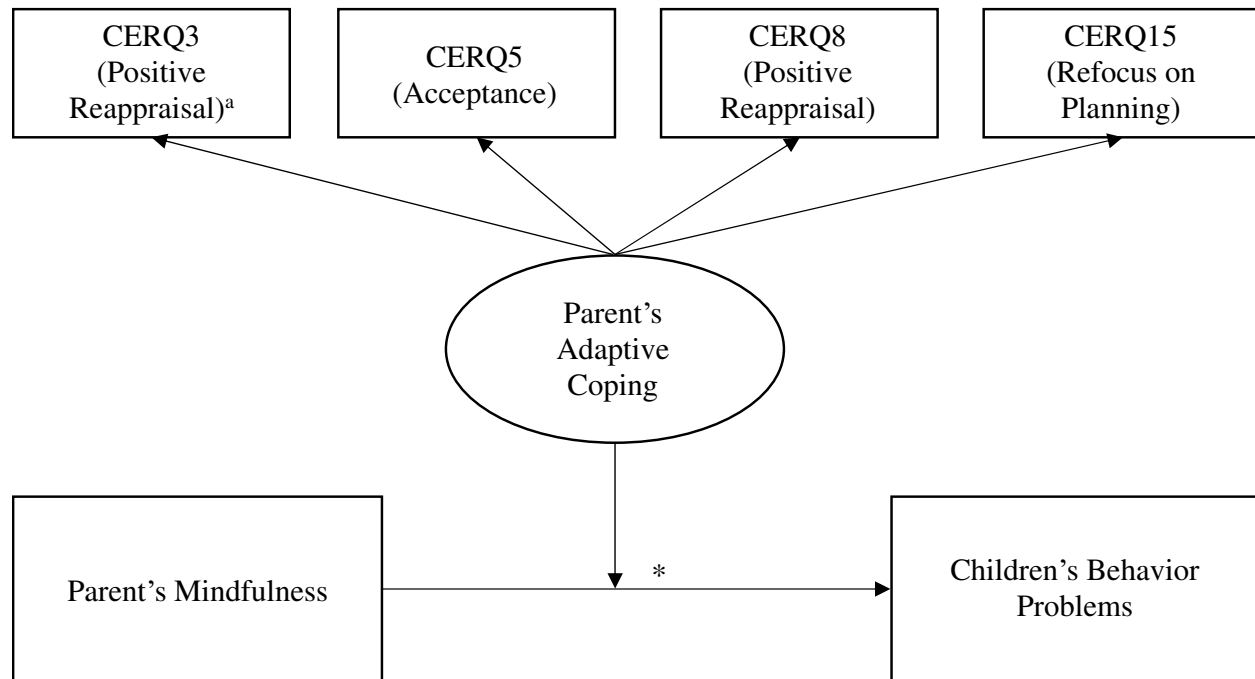 CERQ3
(Positive
Reappraisal)ᵃ
CERQ5
(Acceptance)
CERQ8
(Positive
Reappraisal)
CERQ15
(Refocus on
Planning)
Parent’s
Adaptive
Coping
Parent’s Mindfulness
*
Children’s Behavior
Problems